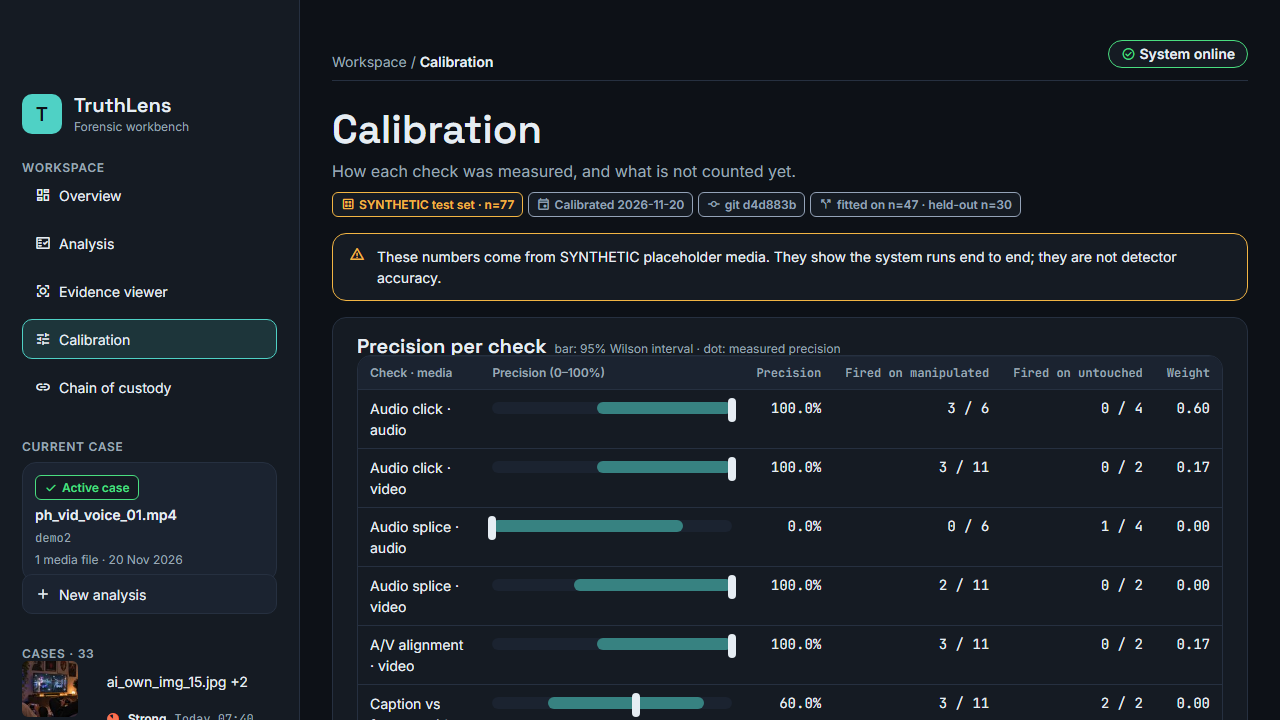 T
TruthLens
Forensic workbench
WORKSPACE
Overview
Analysis
Evidence viewer
Calibration
Chain of custody
CURRENT CASE
Active case
ph_vid_voice_01.mp4
demo2
1 media file · 20 Nov 2026
New analysis
CASES · 33
ai_own_img_15.jpg +2
Strong Today 07:40
Workspace / Calibration
System online
Calibration
How each check was measured, and what is not counted yet.
SYNTHETIC test set · n=77
Calibrated 2026-11-20
git d4d883b
fitted on n=47 · held-out n=30
These numbers come from SYNTHETIC placeholder media. They show the system runs end to end; they are not detector
accuracy.
Precision per check bar: 95% Wilson interval · dot: measured precision
Check · media Precision (0–100%) Precision Fired on manipulated Fired on untouched Weight
Audio click · 100.0% 3 / 6 0 / 4 0.60
audio
Audio click · 100.0% 3 / 11 0 / 2 0.17
video
Audio splice · 0.0% 0 / 6 1 / 4 0.00
audio
Audio splice · 100.0% 2 / 11 0 / 2 0.00
video
A/V alignment 100.0% 3 / 11 0 / 2 0.17
· video
Caption vs 60.0% 3 / 11 2 / 2 0.00